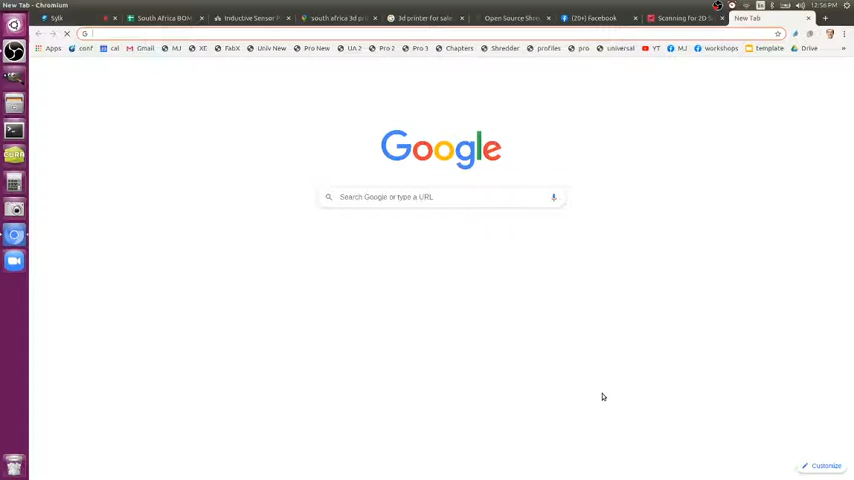 New Tab - Chromium
12:56 PM
Sylk
South Africa BOM
Inductive Sensor P
south africa 3d pr
3d printer for sale
Open Source Shre
(20+) Facebook
Scanning for 2D S
New Tab
G
Apps
conf
cal
Gmail
MJ
XE
FabX
Univ New
Pro New
UA 2
Pro 2
Pro 3
Chapters
Shredder
profiles
pro
universal
YT
MJ
workshops
template
Drive
»
Google
Search Google or type a URL
CURA
Customize